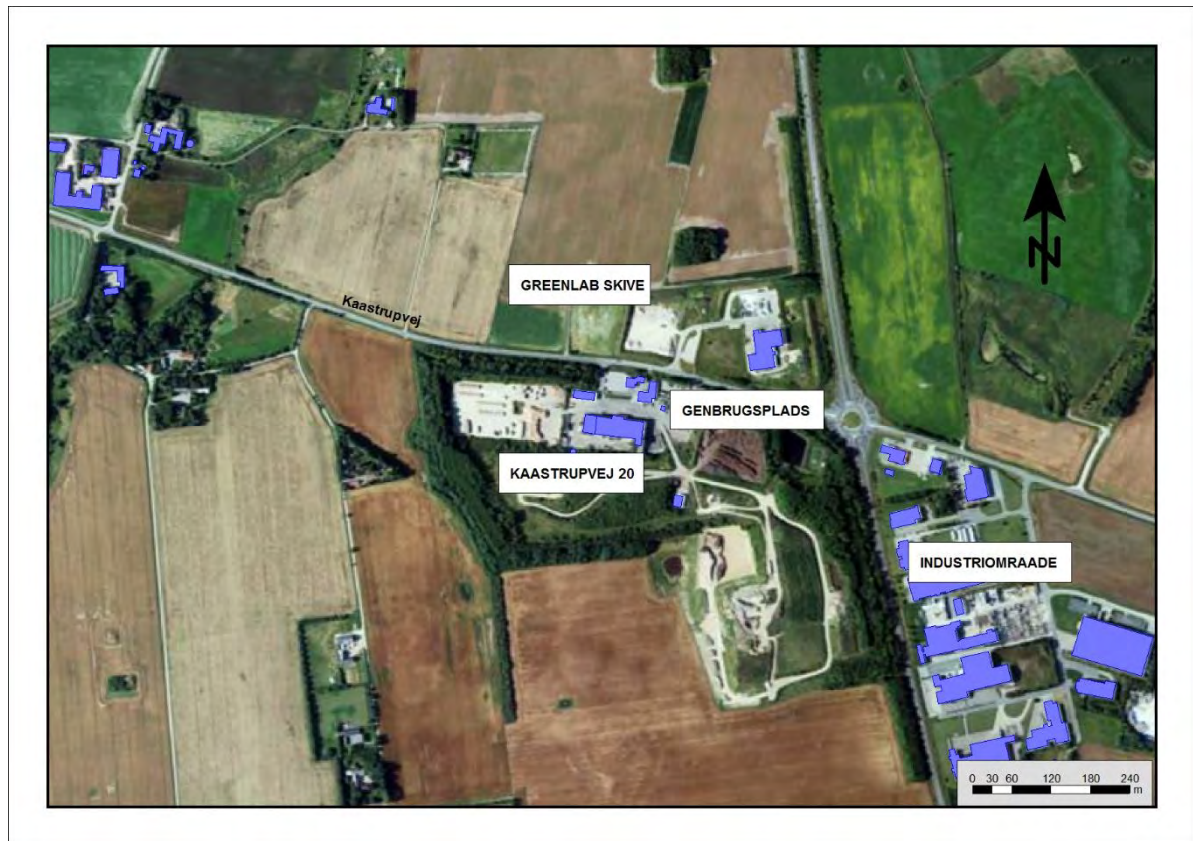 GREENLAB SKIVE
Kaastrupvej
GENBRUGSPLADS
KAASTRUPVEJ 20
INDUSTRIOMRAADE
N
0 30 60 120 180 240
m